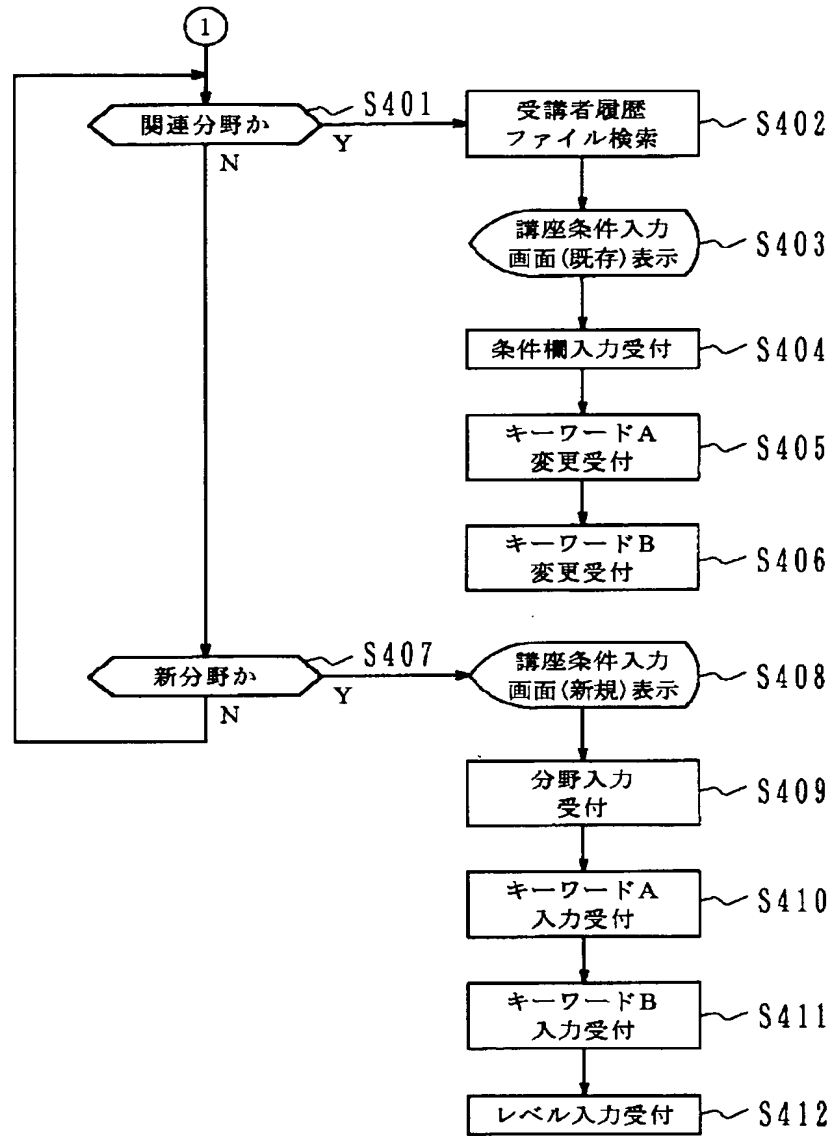 1
関連分野か
S401
N
Y
受講者履歴
ファイル検索
S402
講座条件入力
画面(既存)表示
S403
条件欄入力受付
S404
キーワードA
変更受付
S405
キーワードB
変更受付
S406
新分野か
S407
N
Y
講座条件入力
画面(新規)表示
S408
分野入力
受付
S409
キーワードA
入力受付
S410
キーワードB
入力受付
S411
レベル入力受付
S412